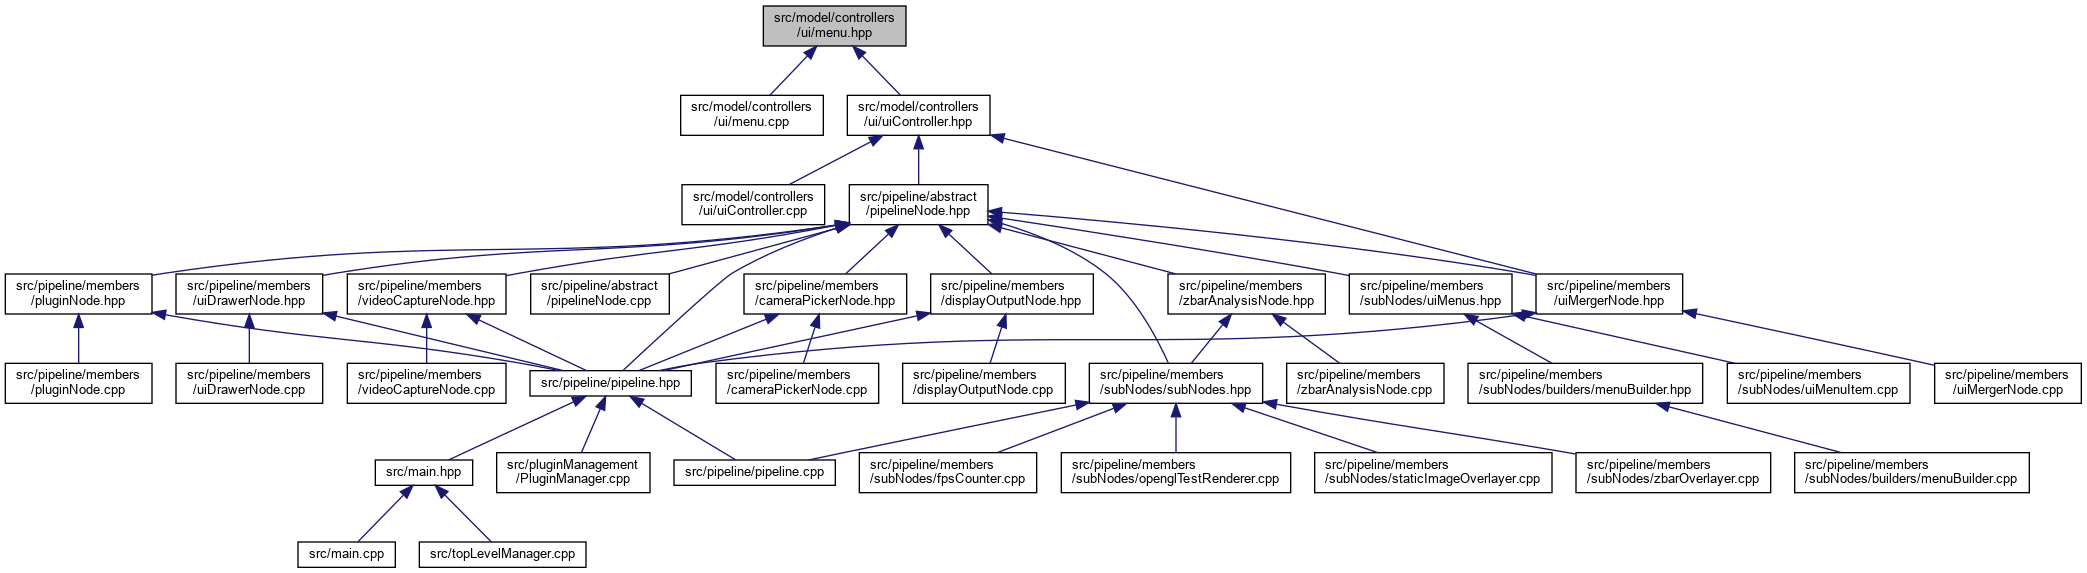 src/model/controllers
/ui/menu.hpp
src/model/controllers
/ui/menu.cpp
src/model/controllers
/ui/uiController.hpp
src/model/controllers
/ui/uiController.cpp
src/pipeline/abstract
/pipelineNode.hpp
src/pipeline/members
/pluginNode.hpp
src/pipeline/members
/uiDrawerNode.hpp
src/pipeline/members
/videoCaptureNode.hpp
src/pipeline/abstract
/pipelineNode.cpp
src/pipeline/members
/cameraPickerNode.hpp
src/pipeline/members
/displayOutputNode.hpp
src/pipeline/members
/zbarAnalysisNode.hpp
src/pipeline/members
/subNodes/uiMenus.hpp
src/pipeline/members
/uiMergerNode.hpp
src/pipeline/members
/pluginNode.cpp
src/pipeline/members
/uiDrawerNode.cpp
src/pipeline/members
/videoCaptureNode.cpp
src/pipeline/pipeline.hpp
src/pipeline/members
/cameraPickerNode.cpp
src/pipeline/members
/displayOutputNode.cpp
src/pipeline/members
/subNodes/subNodes.hpp
src/pipeline/members
/zbarAnalysisNode.cpp
src/pipeline/members
/subNodes/builders/menuBuilder.hpp
src/pipeline/members
/subNodes/uiMenuItem.cpp
src/pipeline/members
/uiMergerNode.cpp
src/main.hpp
src/pluginManagement
/PluginManager.cpp
src/pipeline/pipeline.cpp
src/pipeline/members
/subNodes/fpsCounter.cpp
src/pipeline/members
/subNodes/openglTestRenderer.cpp
src/pipeline/members
/subNodes/staticImageOverlayer.cpp
src/pipeline/members
/subNodes/zbarOverlayer.cpp
src/pipeline/members
/subNodes/builders/menuBuilder.cpp
src/main.cpp
src/topLevelManager.cpp